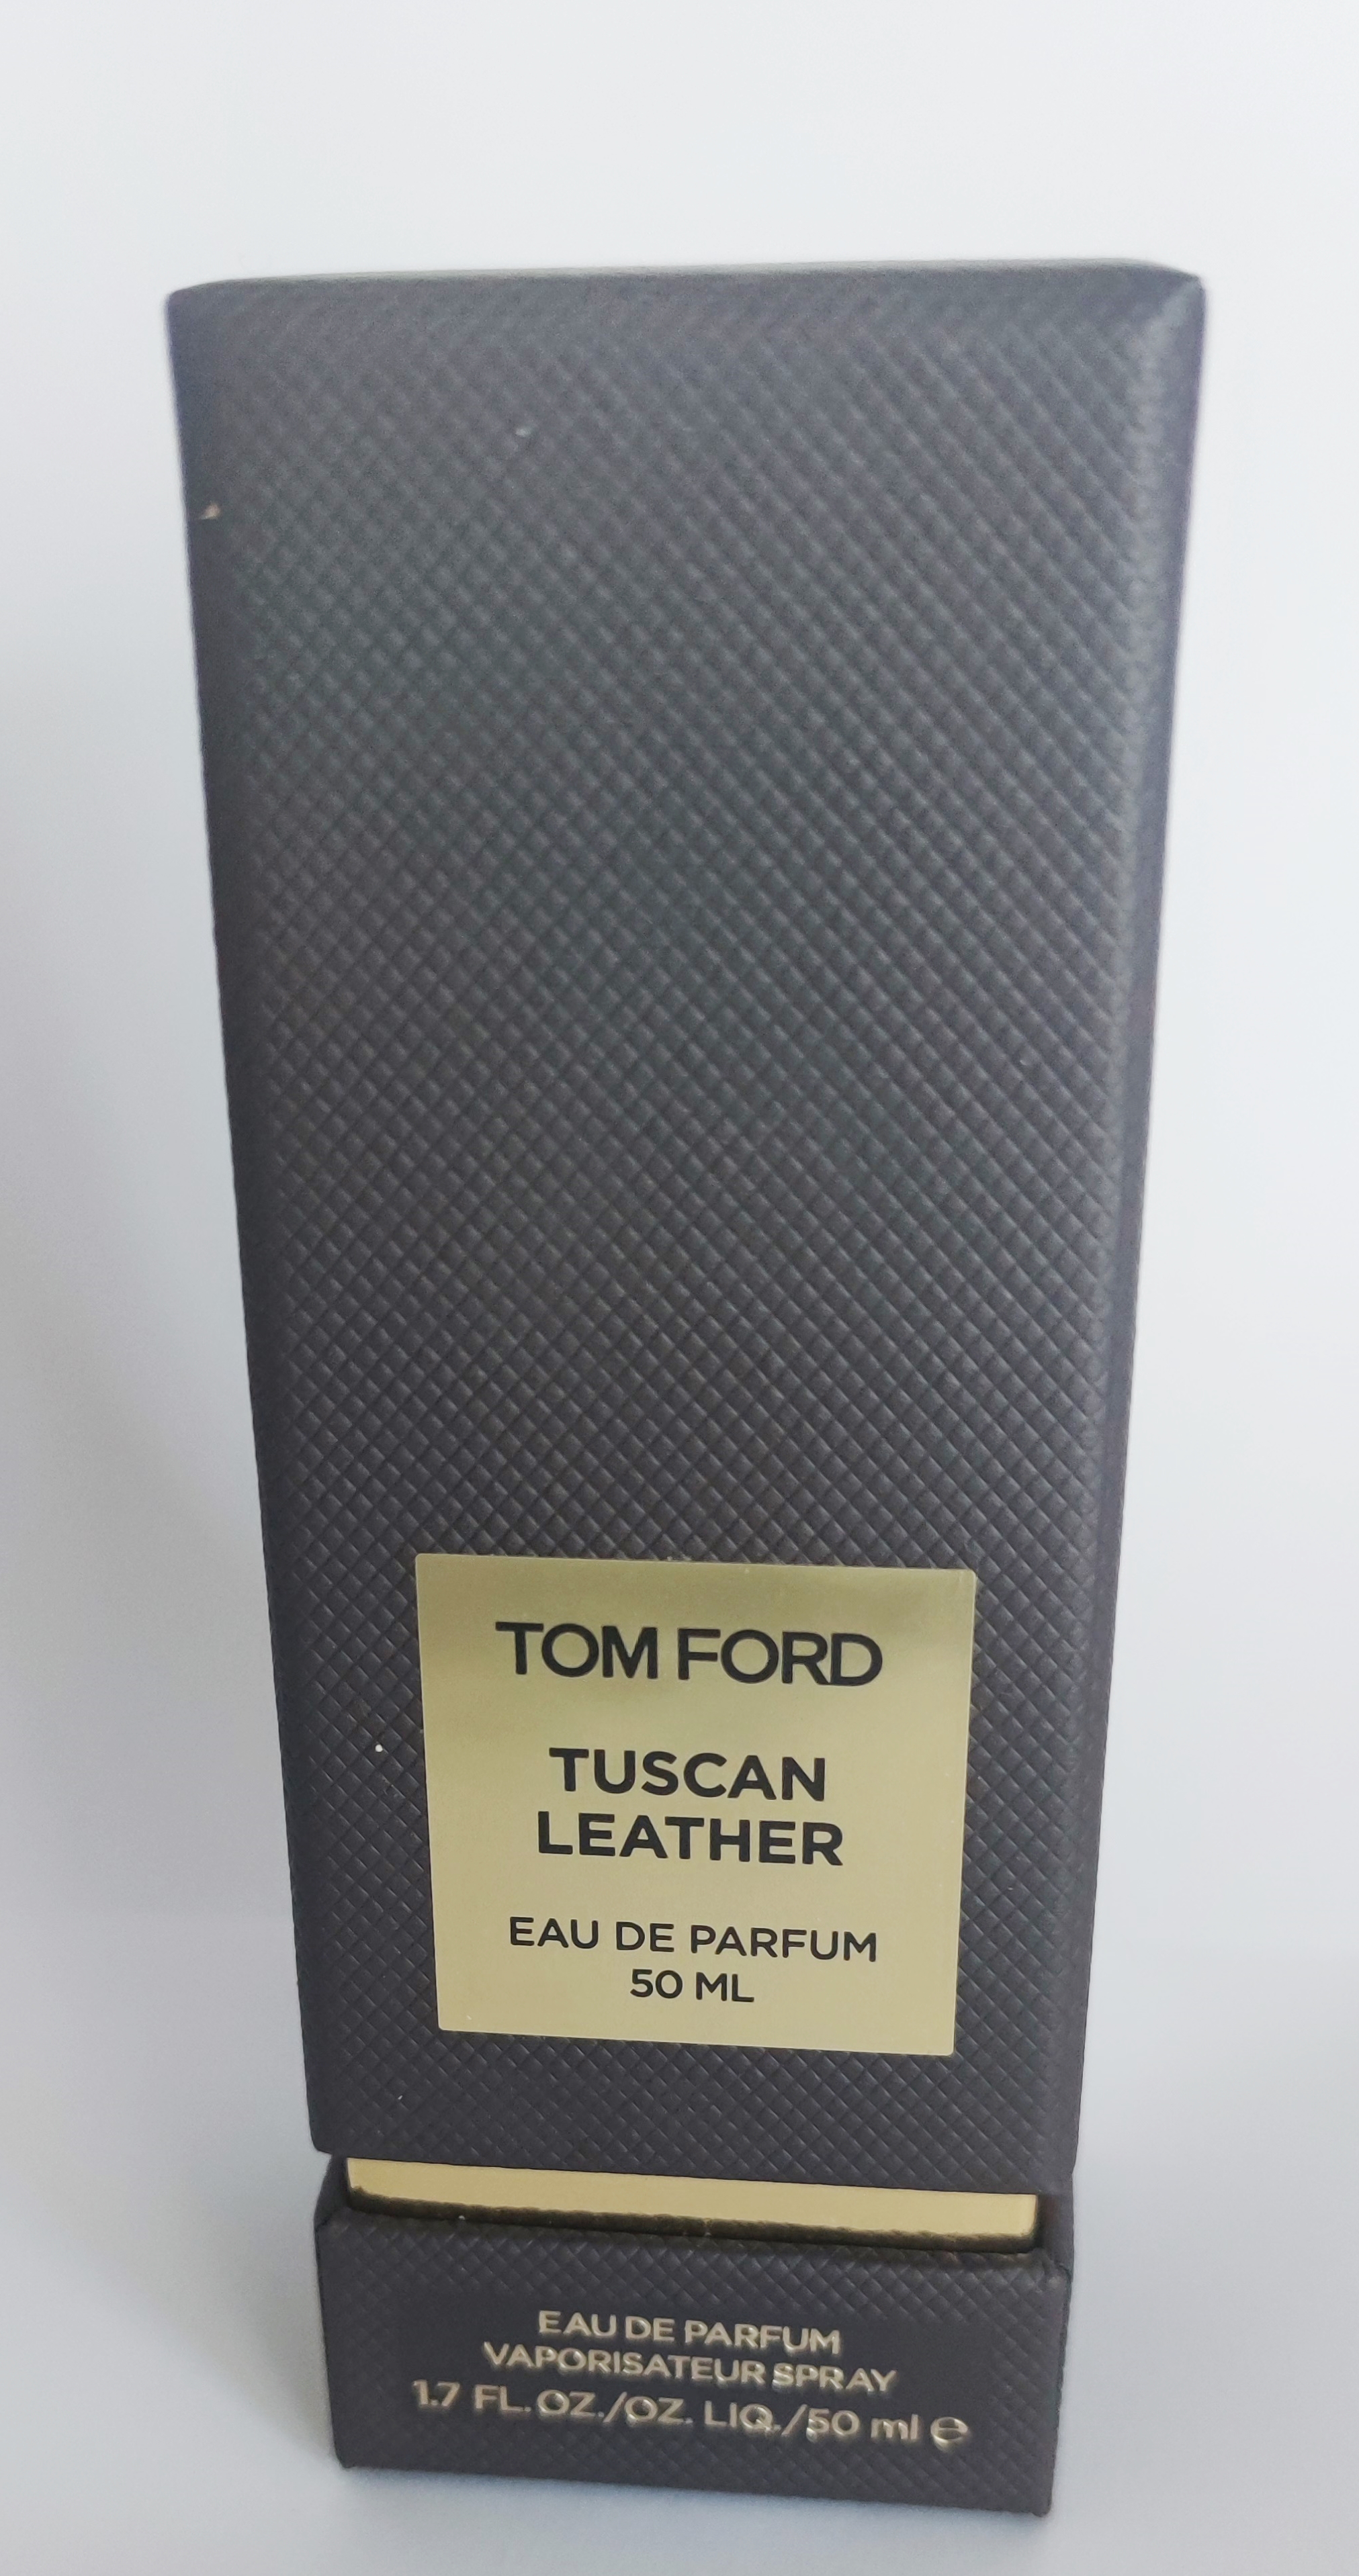 TOM FORD
TUSCAN
LEATHER
EAU DE PARFUM
50 ML
EAU DE PARFUM
VAPORISATEUR SPRAY
1.7 FL. OZ./OZ. LIQ./50 ml ℮